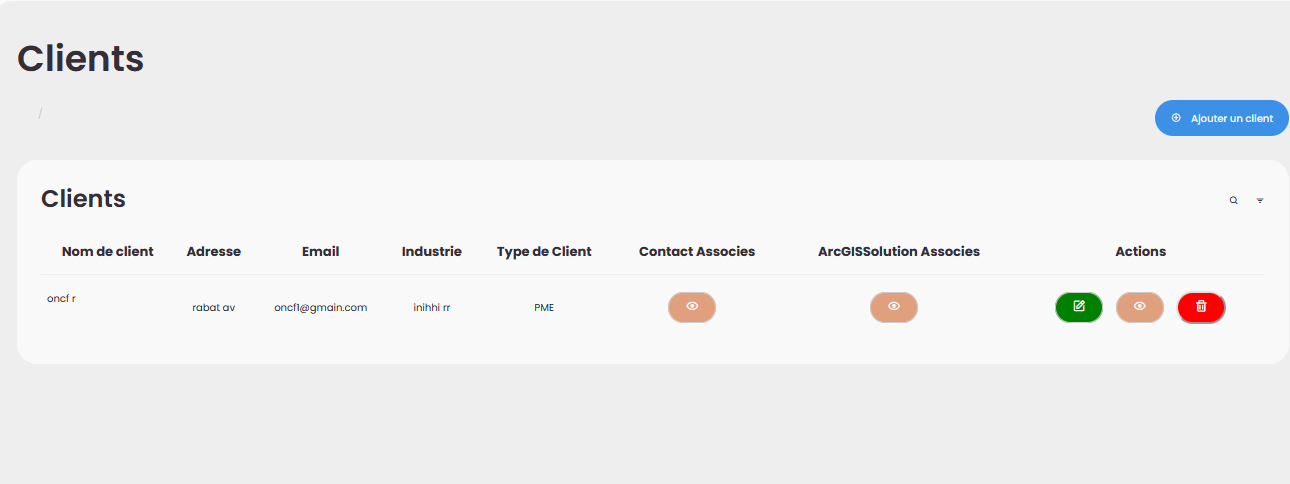 Clients
/
Ajouter un client
Clients
Nom de client Adresse Email Industrie Type de Client Contact Associes ArcGISSolution Associes Actions
oncf r rabat av oncf1@gmain.com inihhi rr PME